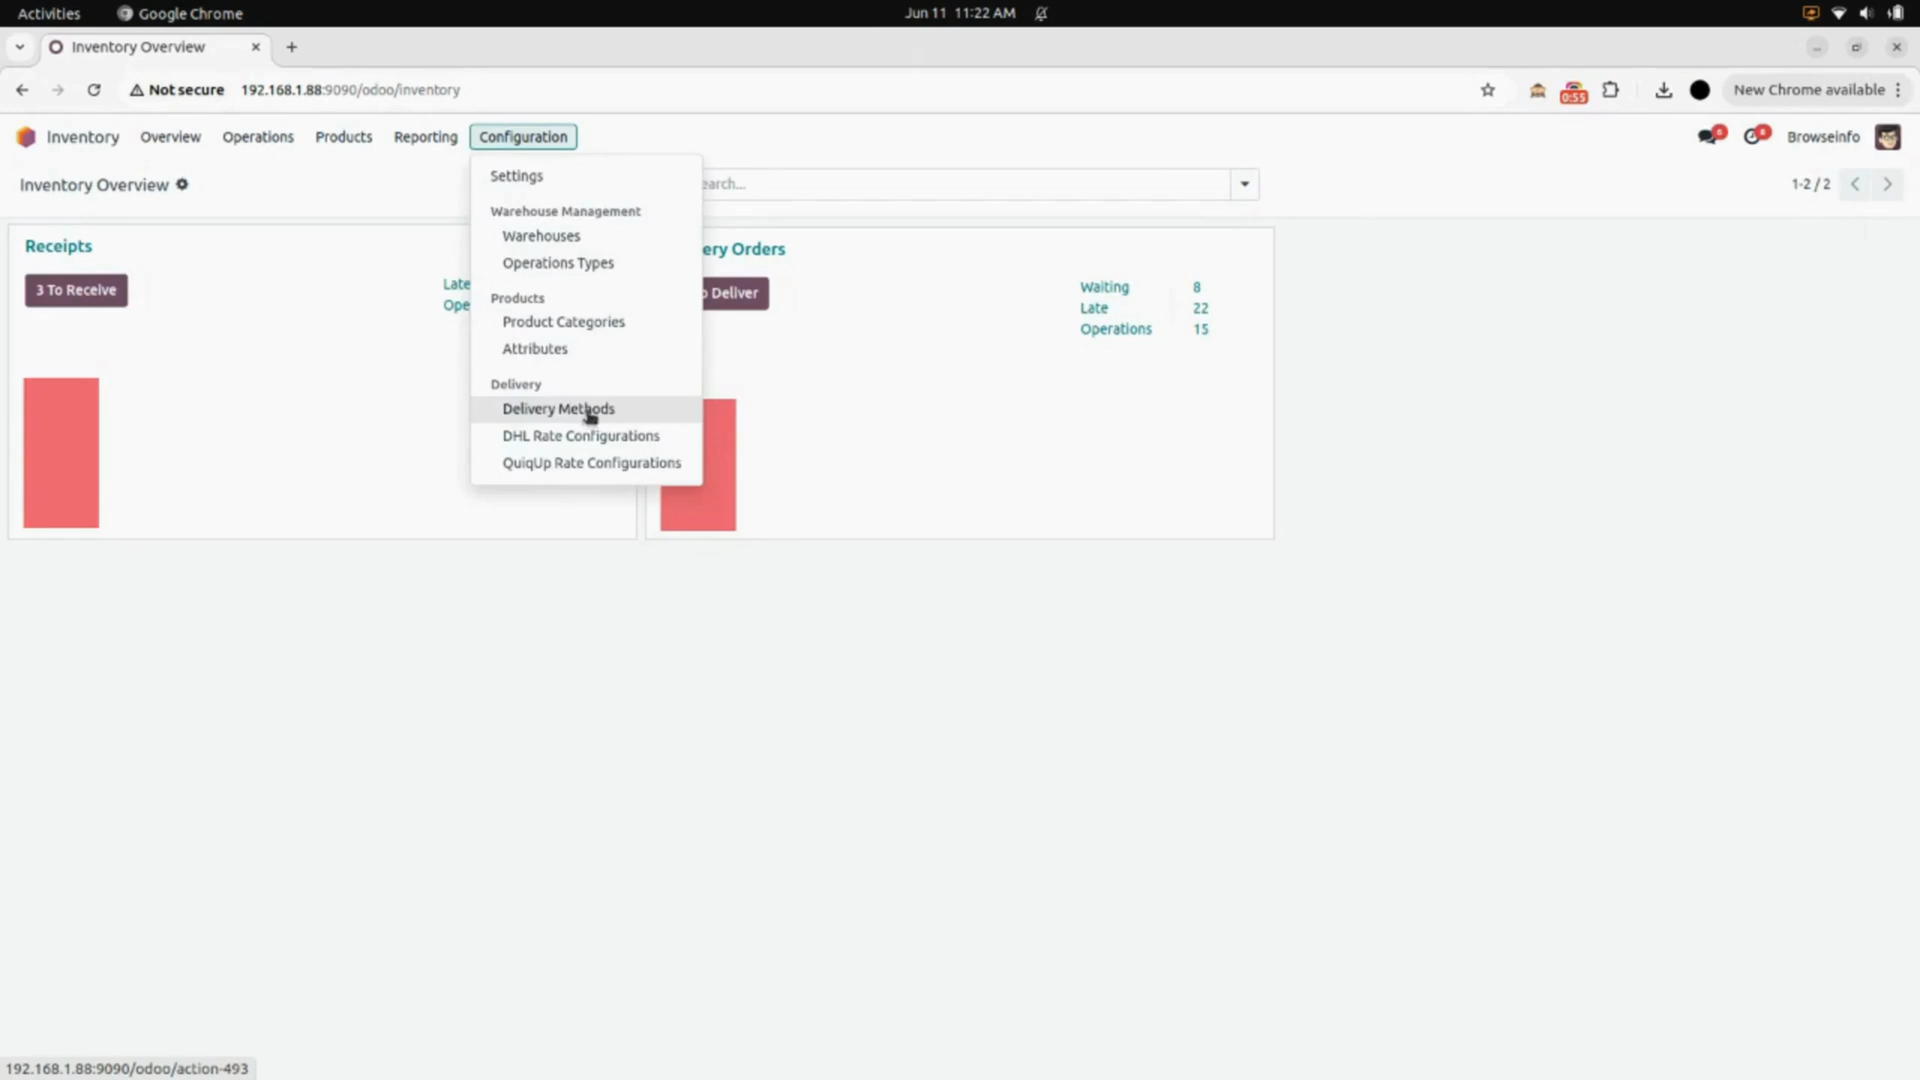 Activities Google Chrome Jun 11 11:22 AM
Inventory Overview
Not secure 192.168.1.88:9090/odoo/inventory 0:55 New Chrome available
Inventory Overview Operations Products Reporting Configuration Browseinfo
Inventory Overview earch... 1-2 / 2
Settings
Warehouse Management
Warehouses
Operations Types
Products
Product Categories
Attributes
Delivery
Delivery Methods
DHL Rate Configurations
QuiqUp Rate Configurations
Receipts
3 To Receive
Late
Ope
ery Orders
o Deliver
Waiting 8
Late 22
Operations 15
192.168.1.88:9090/odoo/action-493